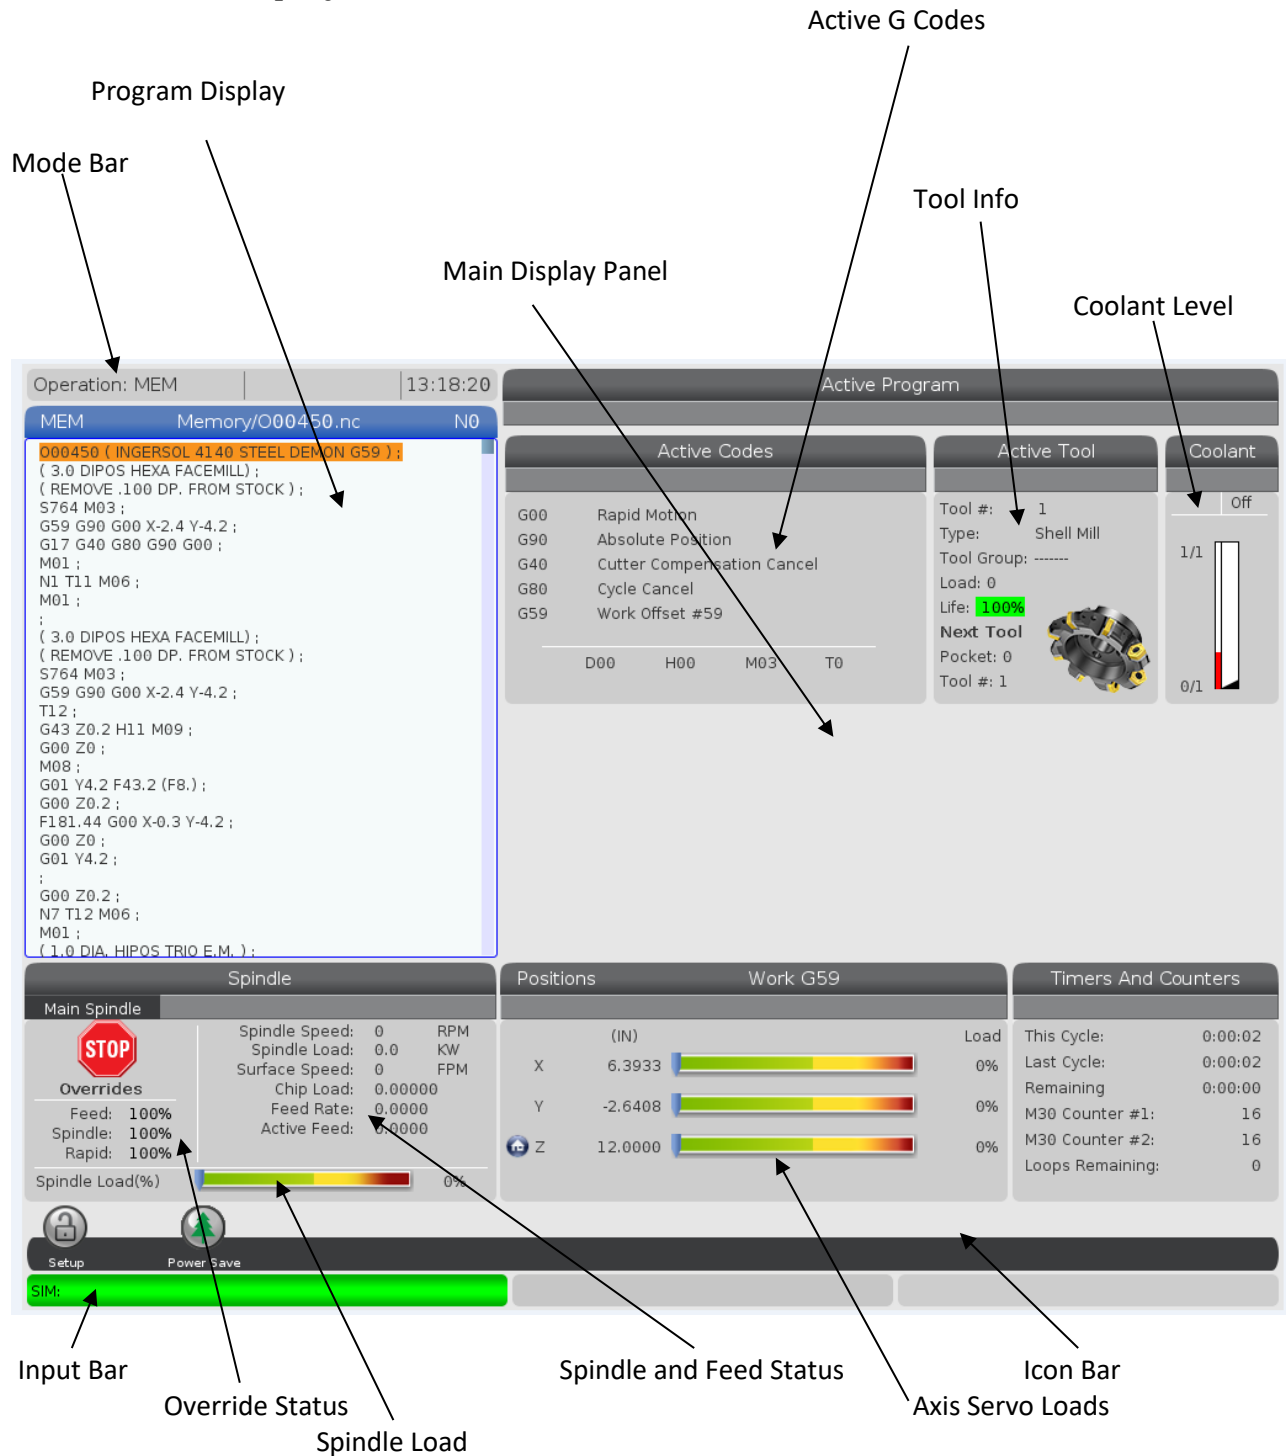 Active G Codes
Program Display
Mode Bar
Tool Info
Main Display Panel
Coolant Level
Operation: MEM 13:18:20
MEM Memory/O00450.nc N0
O00450 ( INGERSOL 4140 STEEL DEMON G59 ) ;
( 3.0 DIPOS HEXA FACEMILL) ;
( REMOVE .100 DP. FROM STOCK ) ;
S764 M03 ;
G59 G90 G00 X-2.4 Y-4.2 ;
G17 G40 G80 G90 G00 ;
M01 ;
N1 T11 M06 ;
M01 ;
;
( 3.0 DIPOS HEXA FACEMILL) ;
( REMOVE .100 DP. FROM STOCK ) ;
S764 M03 ;
G59 G90 G00 X-2.4 Y-4.2 ;
T12 ;
G43 Z0.2 H11 M09 ;
G00 Z0 ;
M08 ;
G01 Y4.2 F43.2 (F8.) ;
G00 Z0.2 ;
F181.44 G00 X-0.3 Y-4.2 ;
G00 Z0 ;
G01 Y4.2 ;
;
G00 Z0.2 ;
N7 T12 M06 ;
M01 ;
( 1.0 DIA. HIPOS TRIO E.M. ) ;
Active Program
Active Codes
G00 Rapid Motion
G90 Absolute Position
G40 Cutter Compensation Cancel
G80 Cycle Cancel
G59 Work Offset #59
D00 H00 M03 T0
Active Tool
Tool #: 1
Type: Shell Mill
Tool Group: -------
Load: 0
Life: 100%
Next Tool
Pocket: 0
Tool #: 1
Coolant
Off
1/1
0/1
Spindle
Main Spindle
STOP
Overrides
Feed: 100%
Spindle: 100%
Rapid: 100%
Spindle Speed: 0 RPM
Spindle Load: 0.0 KW
Surface Speed: 0 FPM
Chip Load: 0.00000
Feed Rate: 0.0000
Active Feed: 0.0000
Spindle Load(%) 0%
Positions Work G59
(IN) Load
X 6.3933 0%
Y -2.6408 0%
Z 12.0000 0%
Timers And Counters
This Cycle: 0:00:02
Last Cycle: 0:00:02
Remaining 0:00:00
M30 Counter #1: 16
M30 Counter #2: 16
Loops Remaining: 0
Setup Power Save
SIM:
Input Bar
Spindle and Feed Status
Icon Bar
Override Status
Axis Servo Loads
Spindle Load